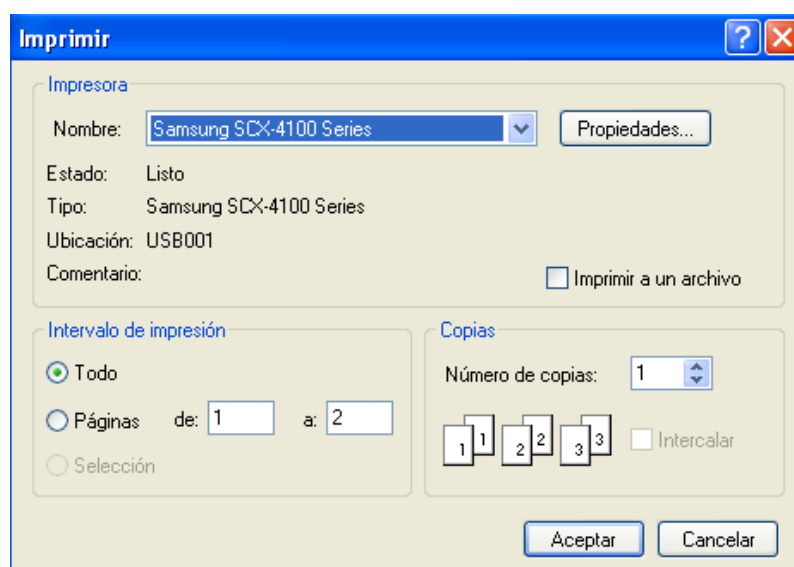 Imprimir
Impresora
Nombre: Samsung SCX-4100 Series Propiedades...
Estado: Listo
Tipo: Samsung SCX-4100 Series
Ubicación: USB001
Comentario: Imprimir a un archivo
Intervalo de impresión Copias
Todo Número de copias: 1
Páginas de: 1 a: 2
1 1 2 2 3 3 Intercalar
Selección
Aceptar Cancelar